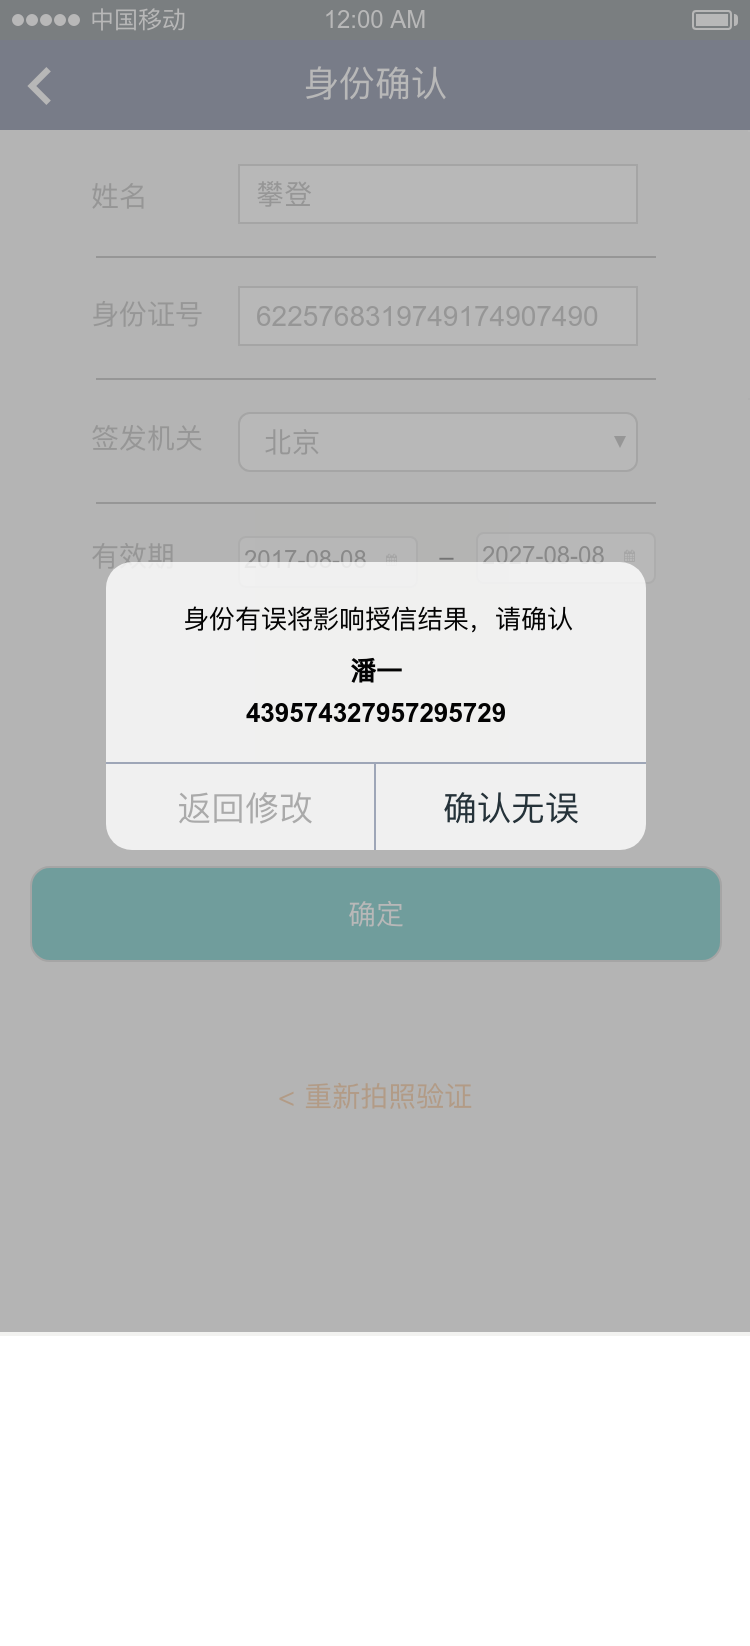 中国移动 12:00 AM
身份确认
姓名 攀登
身份证号 6225768319749174907490
签发机关 北京 ▼
有效期 2017-08-08 – 2027-08-08
身份有误将影响授信结果，请确认
潘一
439574327957295729
返回修改 确认无误
确定
< 重新拍照验证